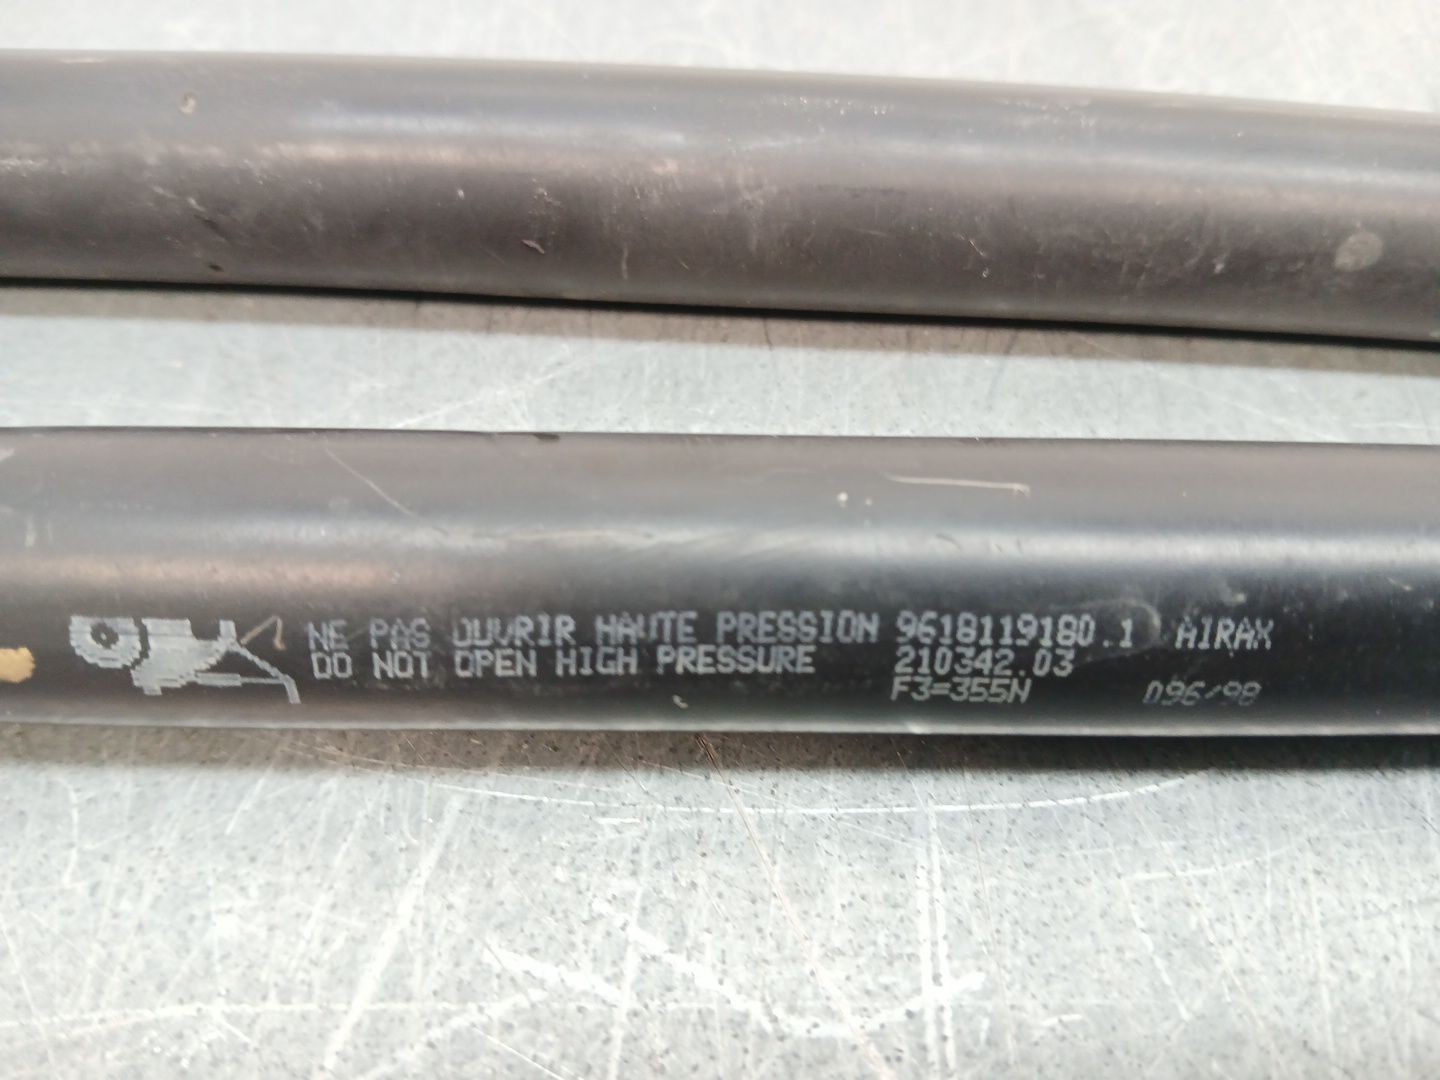 NE PAS OUVRIR HAUTE PRESSION 9618119180.1 AIRAX
DO NOT OPEN HIGH PRESSURE 210342.03
F3=355N D96/98